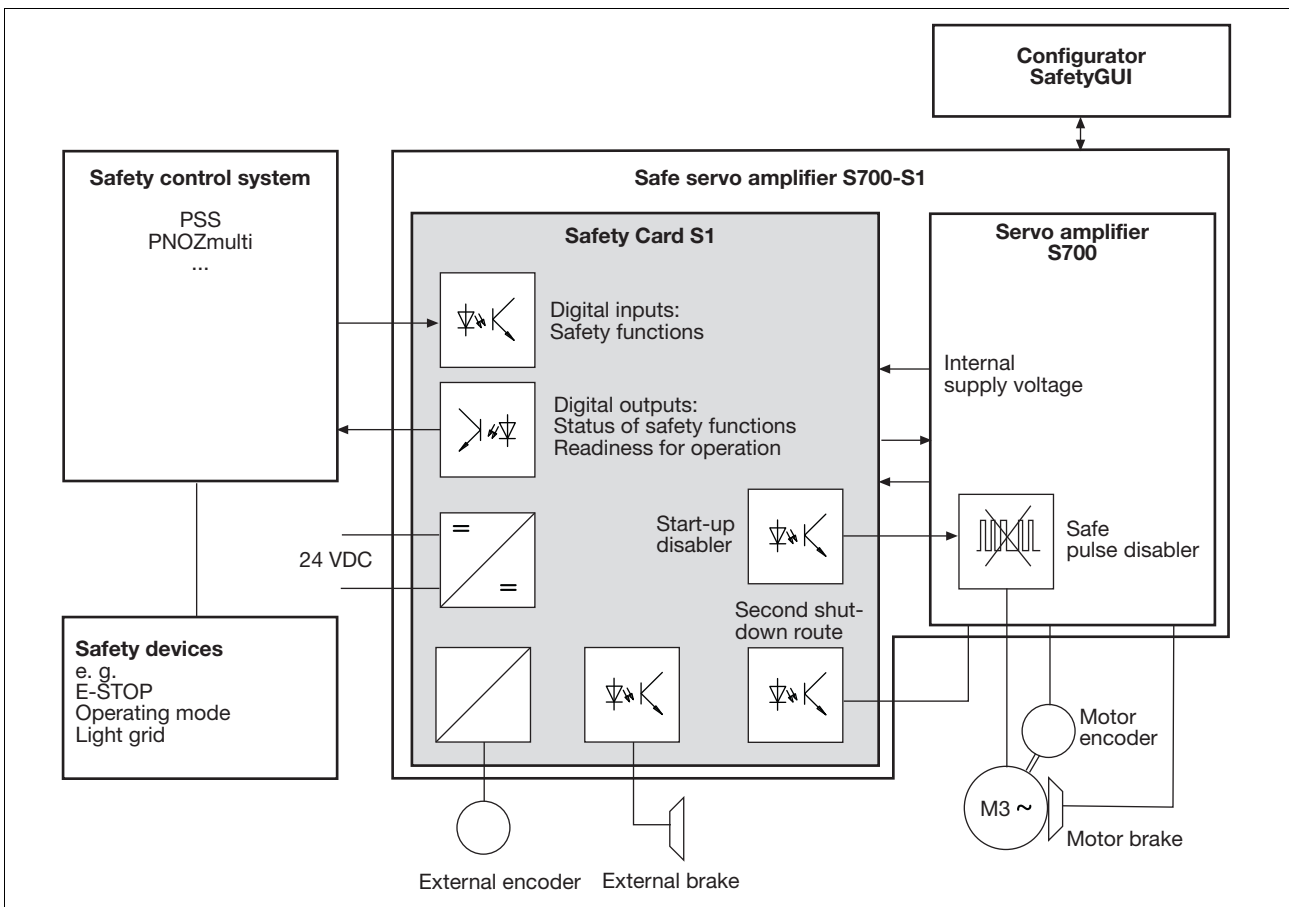 Configurator
SafetyGUI
Safety control system
PSS
PNOZmulti
...
Safe servo amplifier S700-S1
Safety Card S1
Servo amplifier
S700
Digital inputs:
Safety functions
Internal
supply voltage
Digital outputs:
Status of safety functions
Readiness for operation
Start-up
disabler
Safe
pulse disabler
24 VDC
Second shut-
down route
Safety devices
e. g.
E-STOP
Operating mode
Light grid
Motor
encoder
M3 ~
Motor brake
External encoder
External brake